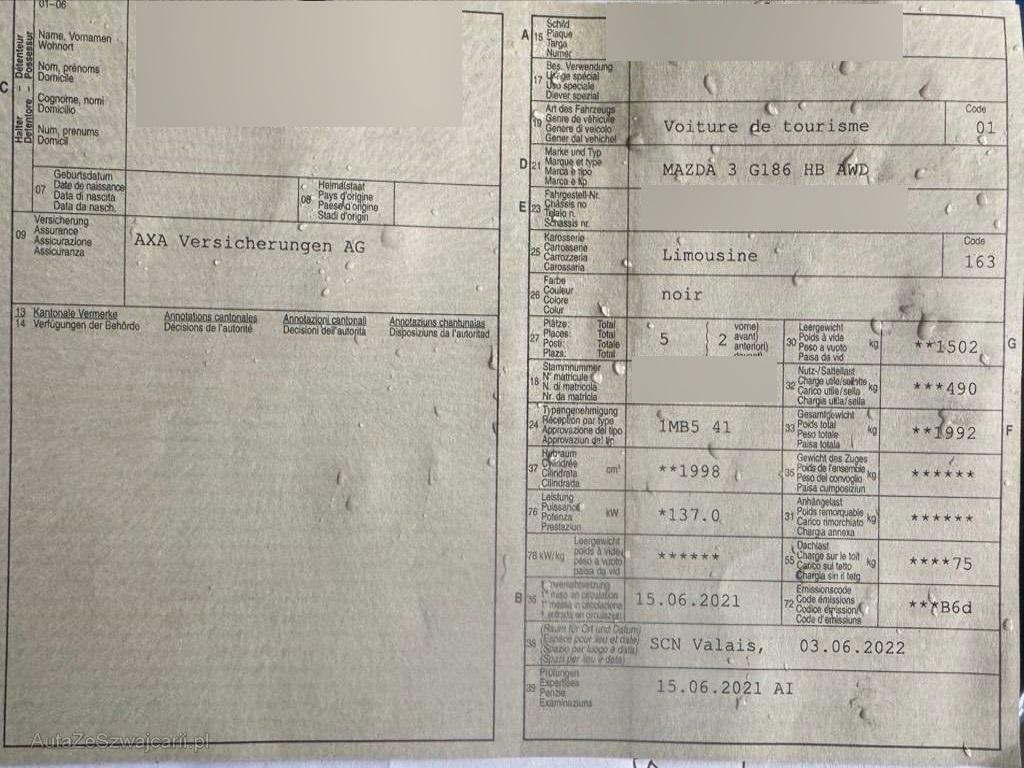 01-06
Halter – Détenteur
Detentore – Possessur
C
Name, Vornamen
Wohnort
Nom, prénoms
Domicile
Cognome, nomi
Domicilio
Num, prenums
Domicil
07
Geburtsdatum
Date de naissance
Data di nascita
Data da nasch.
08
Heimatstaat
Pays d'origine
Paese d'origine
Stadi d'origin
09
Versicherung
Assurance
Assicurazione
Assicuranza
AXA Versicherungen AG
13 Kantonale Vermerke
14 Verfügungen der Behörde
Annotations cantonales
Décisions de l'autorité
Annotazioni cantonali
Decisioni dell'autorità
Annotaziuns chantunalas
Disposiziuns da l'autoritad
A 15
Schild
Plaque
Targa
Numer
17
Bes. Verwendung
Usage spécial
Uso speciale
Diever spezial
19
Art des Fahrzeugs
Genre de véhicule
Genere di veicolo
Gener dal vehichel
Voiture de tourisme
Code
01
D 21
Marke und Typ
Marque et type
Marca e tipo
Marca e tip
MAZDA 3 G186 HB AWD
E 23
Fahrgestell-Nr.
Châssis no
Telaio n.
Schassis nr.
25
Karosserie
Carrosserie
Carrozzeria
Carossaria
Limousine
Code
163
26
Farbe
Couleur
Colore
Colur
noir
27
Plätze: Total
Places: Total
Posti: Totale
Plazs: Total
5
2
vorne)
avant)
anteriori)
30
Leergewicht
Poids à vide
Peso a vuoto
Paisa da vid
kg
**1502
G
18
Stammnummer
N° matricule
N. di matricola
Nr. da matricla
32
Nutz-/Sattellast
Charge utile/sellette
Carico utile/sella
Chargia utila/sella
kg
***490
24
Typengenehmigung
Réception par type
Approvazione del tipo
Approvaziun dal tip
1MB5 41
33
Gesamtgewicht
Poids total
Peso totale
Paisa totala
kg
**1992
F
37
Hubraum
Cylindrée
Cilindrata
Cilindrada
cm³
**1998
35
Gewicht des Zuges
Poids de l'ensemble
Peso del convoglio
Paisa cumposiziun
kg
******
76
Leistung
Puissance
Potenza
Prestaziun
kW
*137.0
31
Anhängelast
Poids remorquable
Carico rimorchiato
Chargia annexa
kg
******
78 kW/kg
Leergewicht
poids à vide
peso a vuoto
paisa da vid
******
55
Dachlast
Charge sur le toit
Carico sul tetto
Chargia sin il tetg
kg
****75
B 36
15.06.2021
72
Emissionscode
Code émissions
Codice emissioni
Code d'emissiuns
***B6d
38
(Raum für Ort und Datum)
(Espace pour lieu et date)
(Spazio per luogo e data)
(Spazi per lieu e data)
SCN Valais, 03.06.2022
39
Prüfungen
Expertises
Perizie
Examinaziuns
15.06.2021 AI
AutaZeSzwajcarii.pl